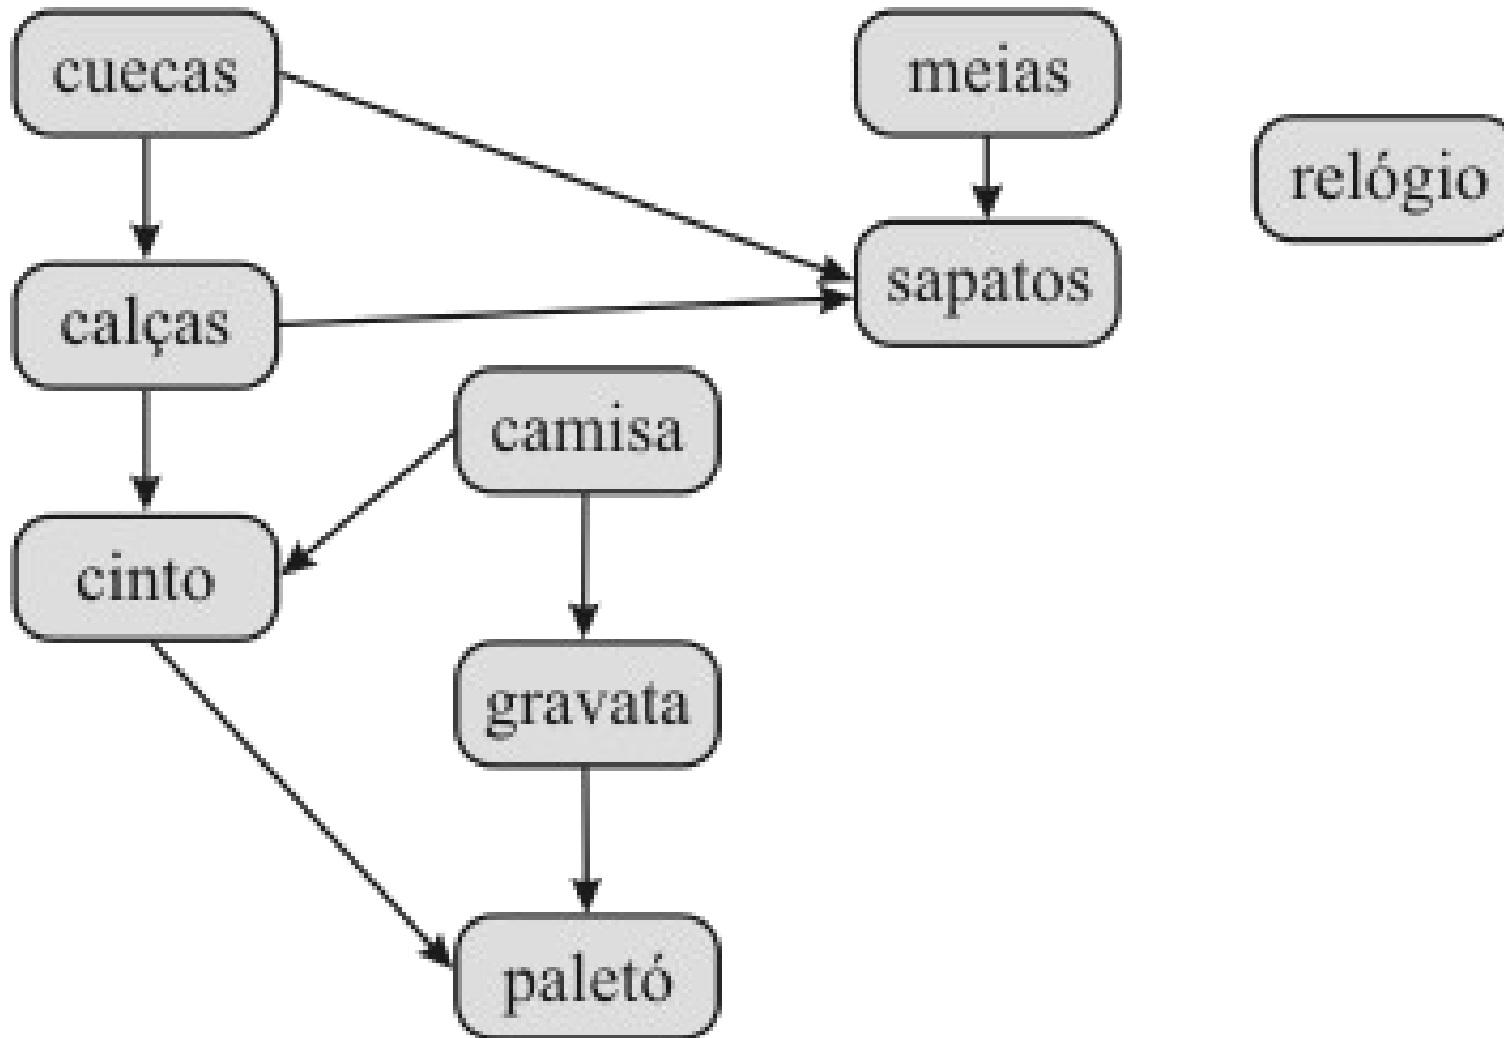 cuecas
meias
relógio
sapatos
calças
camisa
cinto
gravata
paletó